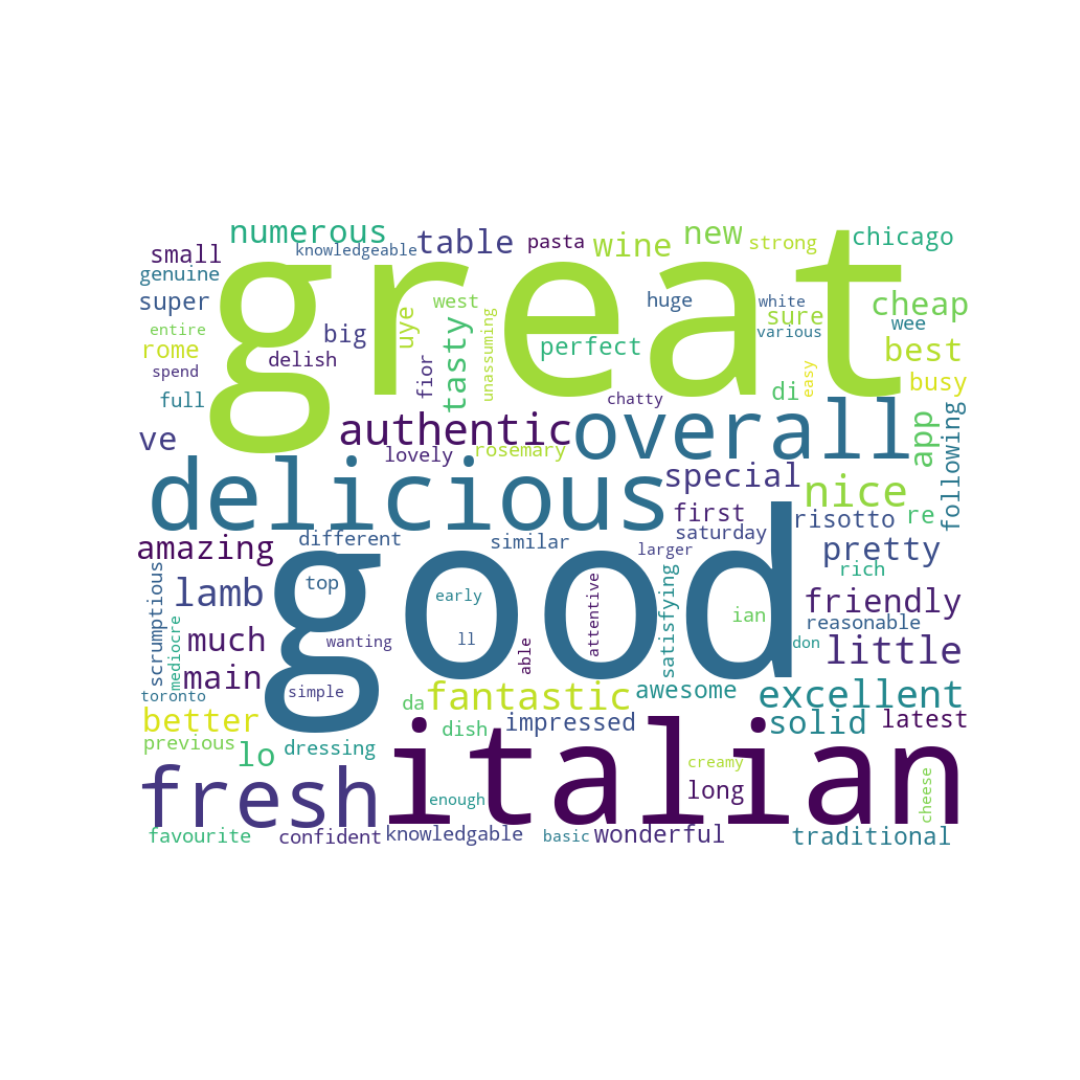 numerous
knowledgeable
table
pasta
wine
new
strong
chicago
small
genuine
great
super
west
huge
white
cheap
entire
big
uye
unassuming
sure
various
wee
rome
delish
tasty
perfect
best
spend
fior
easy
busy
full
chatty
di
ve
authentic
overall
app
following
lovely
rosemary
delicious
special
nice
first
risotto
re
amazing
different
similar
saturday
larger
pretty
good
rich
scrumptious
lamb
top
early
attentive
satisfying
ian
friendly
reasonable
mediocre
much
wanting
ll
able
don
little
main
simple
toronto
da
fantastic
awesome
excellent
better
dish
impressed
solid
latest
previous
lo
dressing
italian
creamy
fresh
enough
long
cheese
favourite
confident
knowledgable
basic
wonderful
traditional